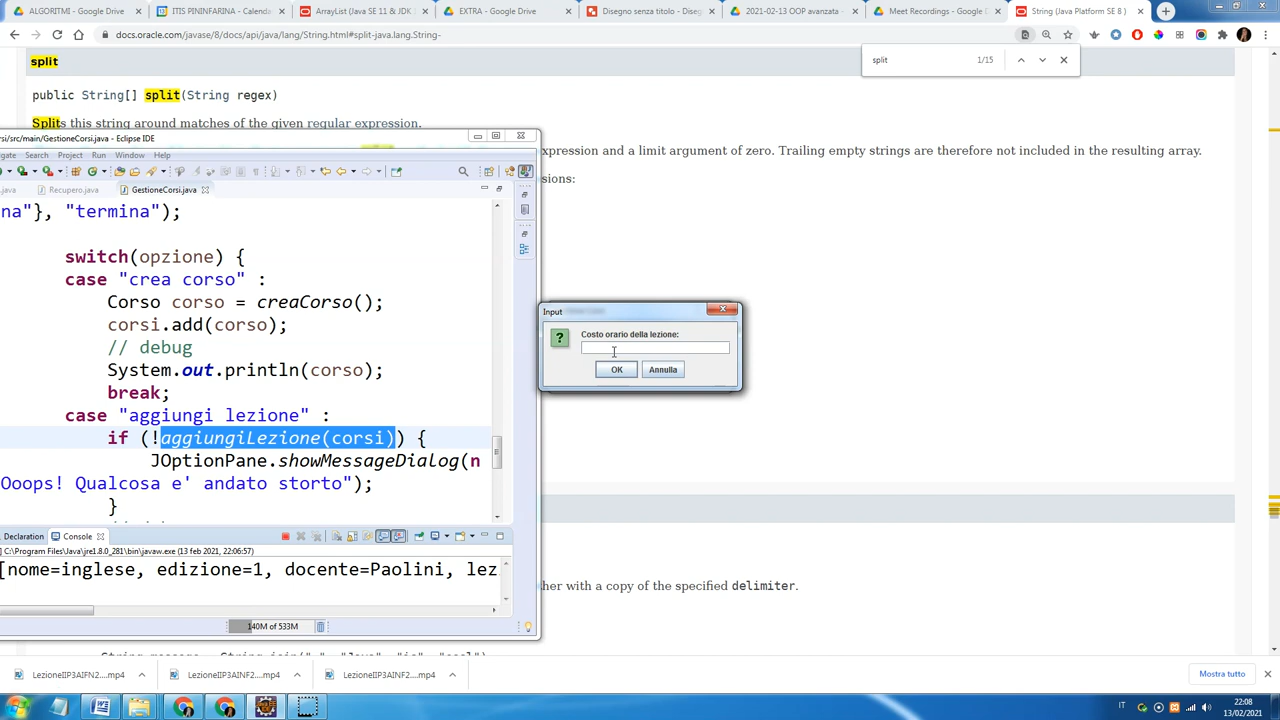 ALGORITMI - Google Drive
ITIS PININFARINA - Calenda
ArrayList (Java SE 11 & JDK
EXTRA - Google Drive
Disegno senza titolo - Diseg
2021-02-13 OOP avanzata
Meet Recordings - Google D
String (Java Platform SE 8 )
docs.oracle.com/javase/8/docs/api/java/lang/String.html#split-java.lang.String-
split 1/15
split
public String[] split(String regex)
Splits this string around matches of the given regular expression.
xpression and a limit argument of zero. Trailing empty strings are therefore not included in the resulting array.
sions:
si/src/main/GestioneCorsi.java - Eclipse IDE
gate Search Project Run Window Help
.java Recupero.java GestioneCorsi.java
na"}, "termina");
switch(opzione) {
case "crea corso" :
Corso corso = creaCorso();
corsi.add(corso);
// debug
System.out.println(corso);
break;
case "aggiungi lezione" :
if (!aggiungiLezione(corsi)) {
JOptionPane.showMessageDialog(n
Ooops! Qualcosa e' andato storto");
}
Input
Costo orario della lezione:
?
OK Annulla
Declaration Console
] C:\Program Files\Java\jre1.8.0_281\bin\javaw.exe (13 feb 2021, 22:06:57)
[nome=inglese, edizione=1, docente=Paolini, lez
140M of 533M
her with a copy of the specified delimiter.
LezioneIIP3AIFN2....mp4
LezioneIIP3AINF2....mp4
LezioneIIP3AINF2....mp4
Mostra tutto
IT
22:08
13/02/2021